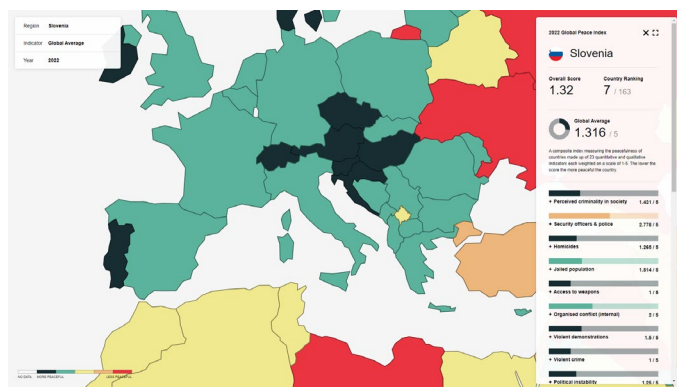 Region Slovenia
Indicator Global Average
Year 2022
2022 Global Peace Index
Slovenia
Overall Score
Country Ranking
1.32
7 / 163
Global Average
1.316 / 5
A composite index measuring the peacefulness of
countries made up of 23 quantitative and qualitative
indicators each weighted on a scale of 1-5. The lower the
score the more peaceful the country.
+ Perceived criminality in society 1.431 / 5
+ Security officers & police 2.778 / 5
+ Homicides 1.265 / 5
+ Jailed population 1.514 / 5
+ Access to weapons 1 / 5
+ Organised conflict (internal) 2 / 5
+ Violent demonstrations 1.5 / 5
+ Violent crime 1 / 5
+ Political instability 1.25 / 5
NO DATA MORE PEACEFUL LESS PEACEFUL